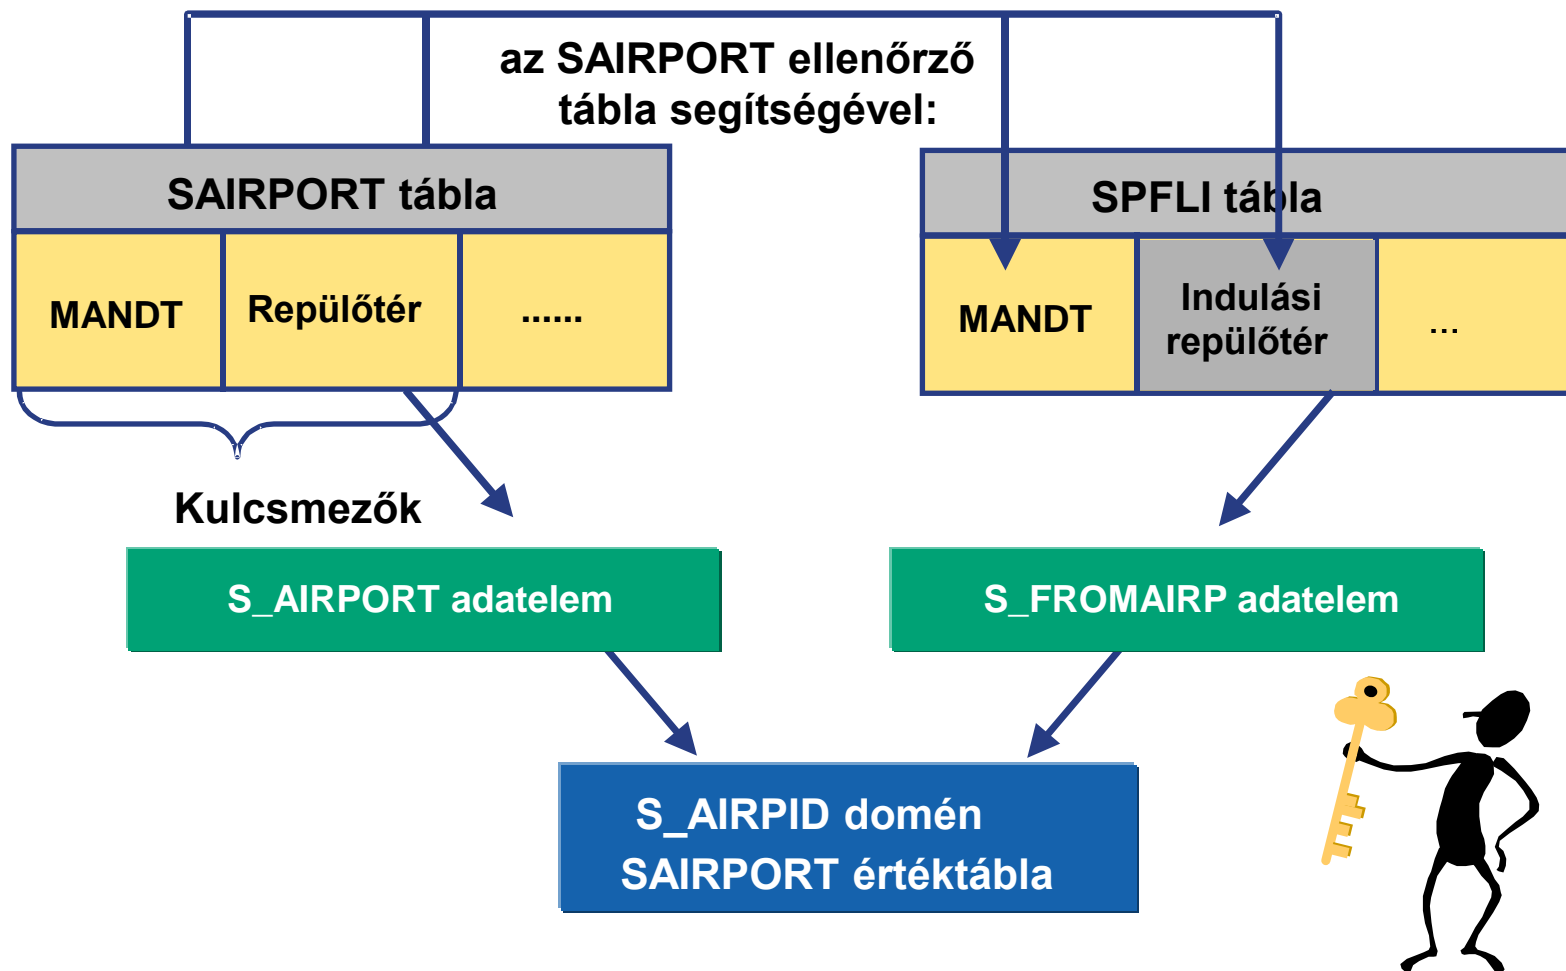 az SAIRPORT ellenőrző
tábla segítségével:
SAIRPORT tábla
MANDT
Repülőtér
......
SPFLI tábla
MANDT
Indulási
repülőtér
...
Kulcsmezők
S_AIRPORT adatelem
S_FROMAIRP adatelem
S_AIRPID domén
SAIRPORT értéktábla